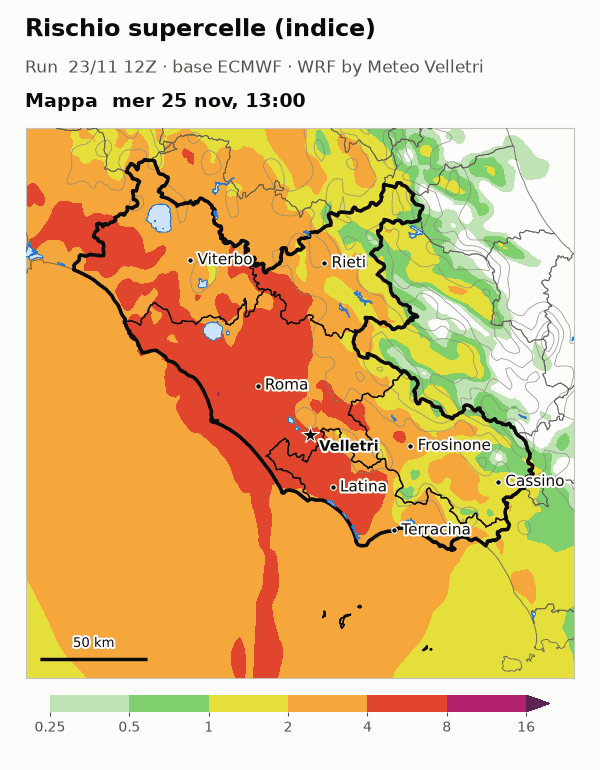 Rischio supercelle (indice)
Run  23/11 12Z · base ECMWF · WRF by Meteo Velletri
Mappa  mer 25 nov, 13:00
Viterbo
Rieti
Roma
Velletri
Frosinone
Latina
Cassino
Terracina
50 km
0.25 0.5 1 2 4 8 16